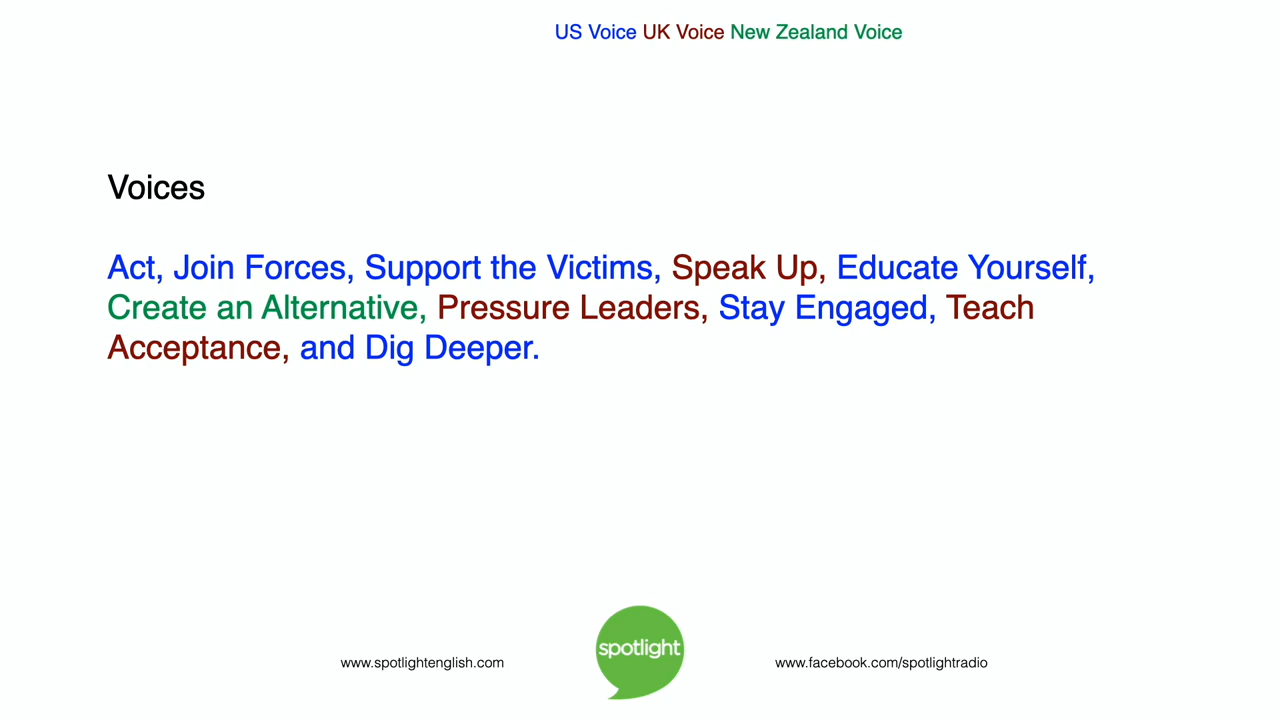 US Voice UK Voice New Zealand Voice
Voices
Act, Join Forces, Support the Victims, Speak Up, Educate Yourself,
Create an Alternative, Pressure Leaders, Stay Engaged, Teach
Acceptance, and Dig Deeper.
spotlight
www.spotlightenglish.com
www.facebook.com/spotlightradio